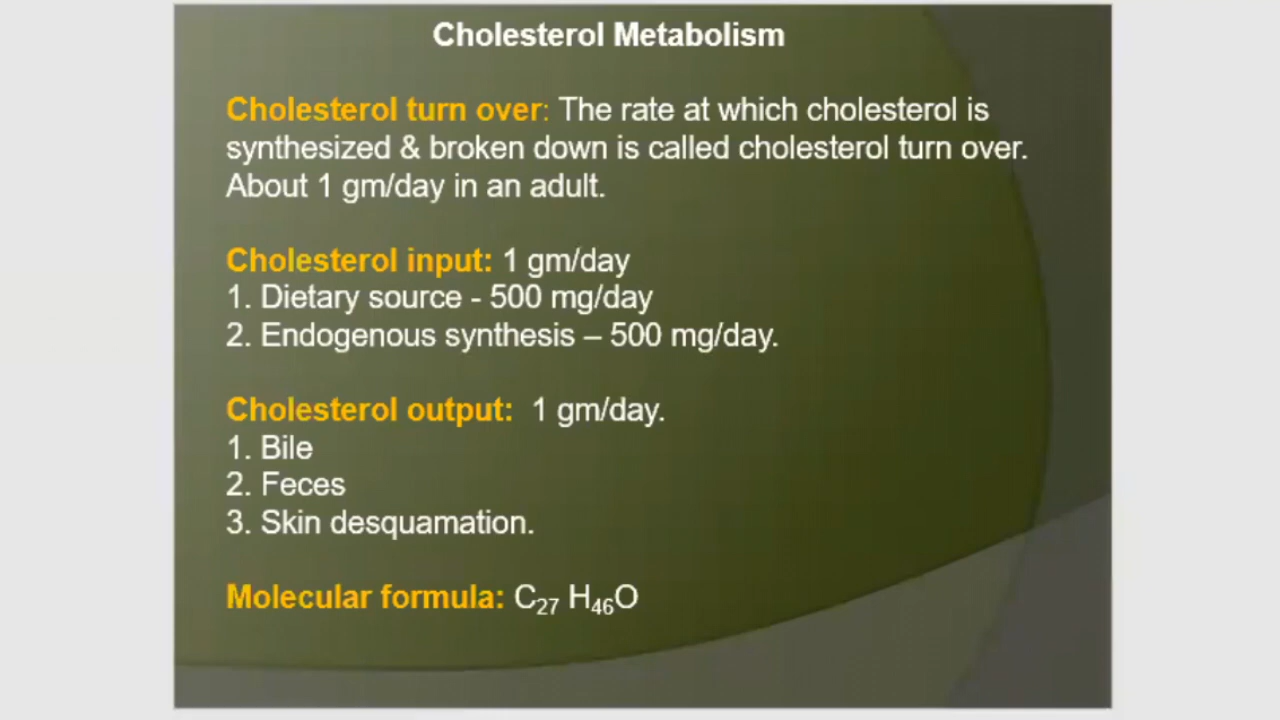 Cholesterol Metabolism
Cholesterol turn over: The rate at which cholesterol is
synthesized & broken down is called cholesterol turn over.
About 1 gm/day in an adult.
Cholesterol input: 1 gm/day
1. Dietary source - 500 mg/day
2. Endogenous synthesis – 500 mg/day.
Cholesterol output:  1 gm/day.
1. Bile
2. Feces
3. Skin desquamation.
Molecular formula: C₂₇ H₄₆O